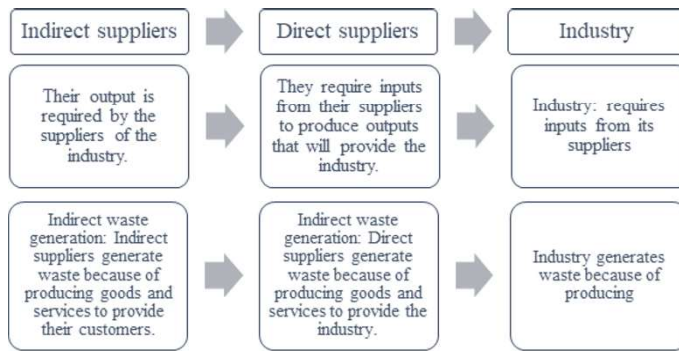 Indirect suppliers
Direct suppliers
Industry
Their output is
required by the
suppliers of the
industry.
They require inputs
from their suppliers
to produce outputs
that will provide the
industry.
Industry: requires
inputs from its
suppliers
Indirect waste
generation: Indirect
suppliers generate
waste because of
producing goods and
services to provide
their customers.
Indirect waste
generation: Direct
suppliers generate
waste because of
producing goods and
services to provide the
industry.
Industry generates
waste because of
producing